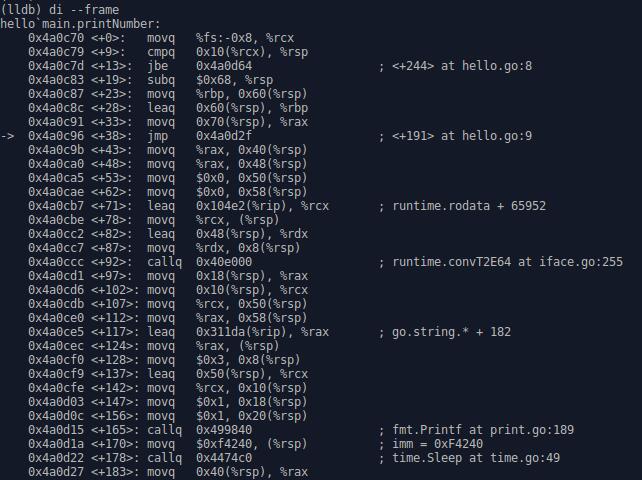 (lldb) di --frame
hello`main.printNumber:
0x4a0c70 <+0>: movq %fs:-0x8, %rcx
0x4a0c79 <+9>: cmpq 0x10(%rcx), %rsp
0x4a0c7d <+13>: jbe 0x4a0d64 ; <+244> at hello.go:8
0x4a0c83 <+19>: subq $0x68, %rsp
0x4a0c87 <+23>: movq %rbp, 0x60(%rsp)
0x4a0c8c <+28>: leaq 0x60(%rsp), %rbp
0x4a0c91 <+33>: movq 0x70(%rsp), %rax
-> 0x4a0c96 <+38>: jmp 0x4a0d2f ; <+191> at hello.go:9
0x4a0c9b <+43>: movq %rax, 0x40(%rsp)
0x4a0ca0 <+48>: movq %rax, 0x48(%rsp)
0x4a0ca5 <+53>: movq $0x0, 0x50(%rsp)
0x4a0cae <+62>: movq $0x0, 0x58(%rsp)
0x4a0cb7 <+71>: leaq 0x104e2(%rip), %rcx ; runtime.rodata + 65952
0x4a0cbe <+78>: movq %rcx, (%rsp)
0x4a0cc2 <+82>: leaq 0x48(%rsp), %rdx
0x4a0cc7 <+87>: movq %rdx, 0x8(%rsp)
0x4a0ccc <+92>: callq 0x40e000 ; runtime.convT2E64 at iface.go:255
0x4a0cd1 <+97>: movq 0x18(%rsp), %rax
0x4a0cd6 <+102>: movq 0x10(%rsp), %rcx
0x4a0cdb <+107>: movq %rcx, 0x50(%rsp)
0x4a0ce0 <+112>: movq %rax, 0x58(%rsp)
0x4a0ce5 <+117>: leaq 0x311da(%rip), %rax ; go.string.* + 182
0x4a0cec <+124>: movq %rax, (%rsp)
0x4a0cf0 <+128>: movq $0x3, 0x8(%rsp)
0x4a0cf9 <+137>: leaq 0x50(%rsp), %rcx
0x4a0cfe <+142>: movq %rcx, 0x10(%rsp)
0x4a0d03 <+147>: movq $0x1, 0x18(%rsp)
0x4a0d0c <+156>: movq $0x1, 0x20(%rsp)
0x4a0d15 <+165>: callq 0x499840 ; fmt.Printf at print.go:189
0x4a0d1a <+170>: movq $0xf4240, (%rsp) ; imm = 0xF4240
0x4a0d22 <+178>: callq 0x4474c0 ; time.Sleep at time.go:49
0x4a0d27 <+183>: movq 0x40(%rsp), %rax